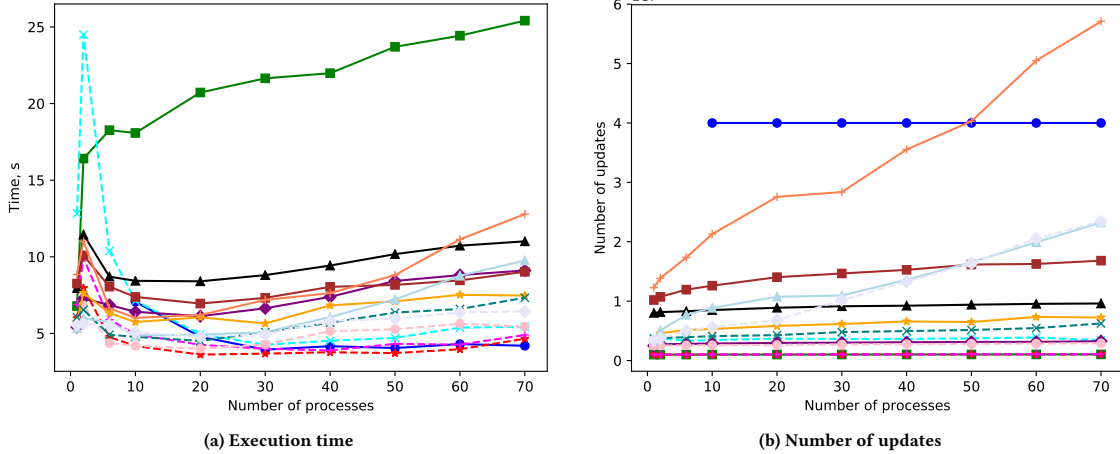 25
20
15
10
5
Time, s
0 10 20 30 40 50 60 70
Number of processes
(a) Execution time
6
5
4
3
2
1
0
Number of updates
0 10 20 30 40 50 60 70
Number of processes
(b) Number of updates